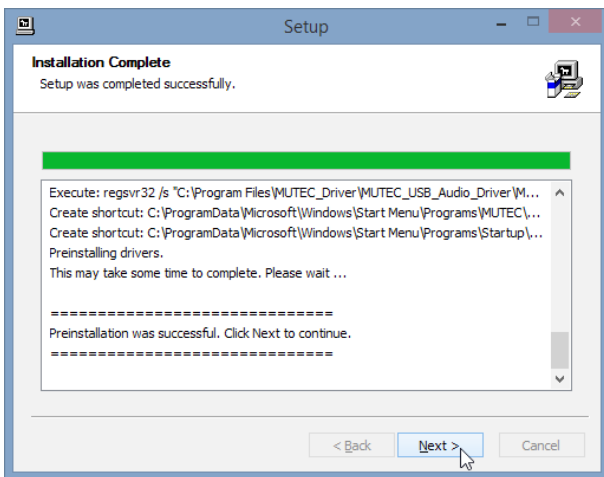 Setup
Installation Complete
Setup was completed successfully.
Execute: regsvr32 /s "C:\Program Files\MUTEC_Driver\MUTEC_USB_Audio_Driver\M...
Create shortcut: C:\ProgramData\Microsoft\Windows\Start Menu\Programs\MUTEC\...
Create shortcut: C:\ProgramData\Microsoft\Windows\Start Menu\Programs\Startup\...
Preinstalling drivers.
This may take some time to complete. Please wait ...
==============================
Preinstallation was successful. Click Next to continue.
==============================
< Back Next > Cancel